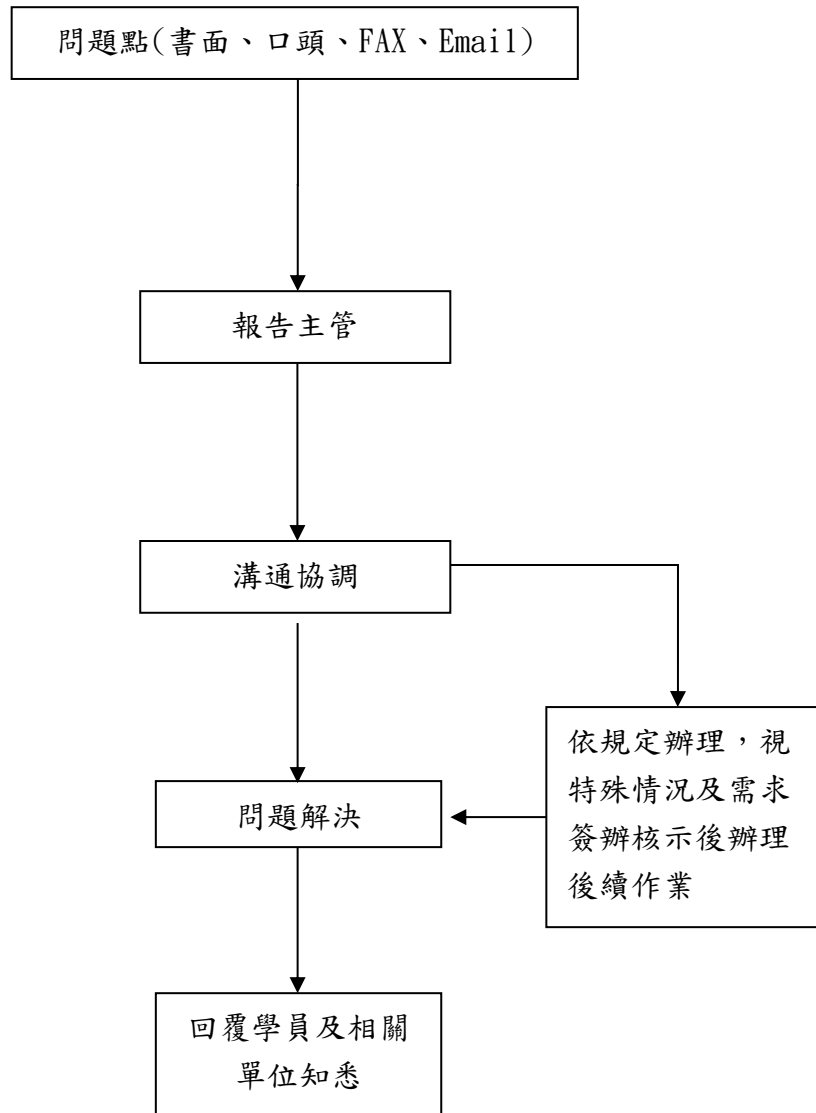 問題點(書面、口頭、FAX、Email)
報告主管
溝通協調
依規定辦理，視
特殊情況及需求
簽辦核示後辦理
後續作業
問題解決
回覆學員及相關
單位知悉